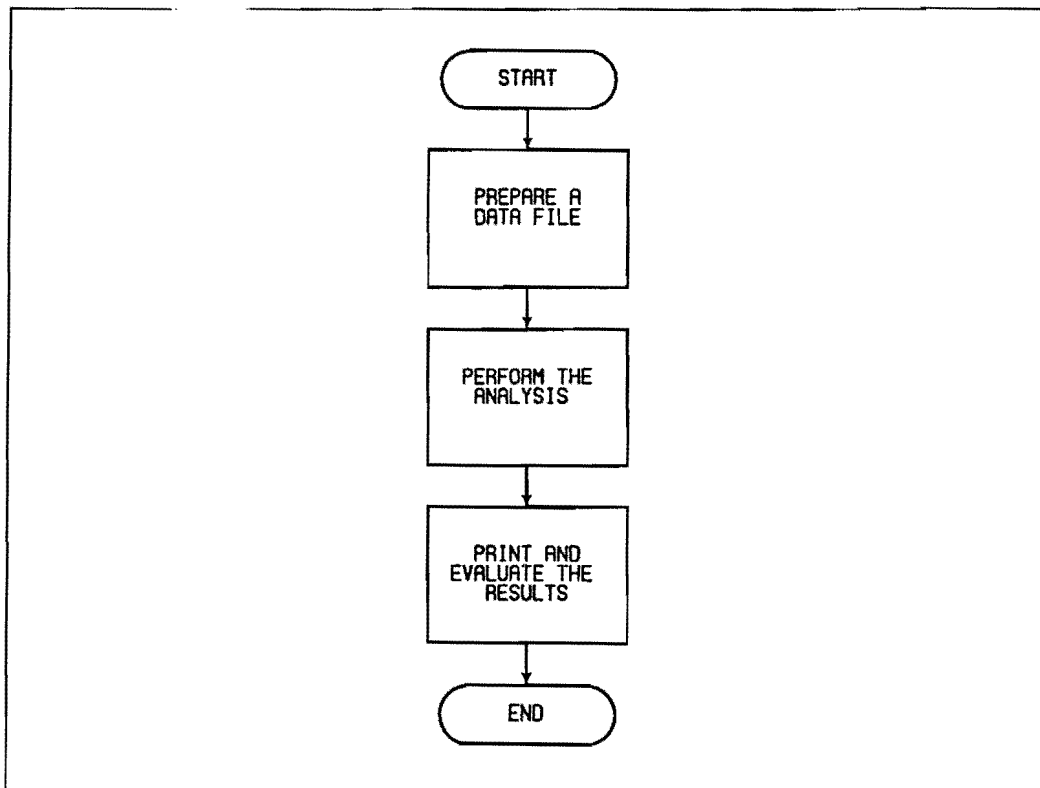 START
PREPARE A
DATA FILE
PERFORM THE
ANALYSIS
PRINT AND
EVALUATE THE
RESULTS
END